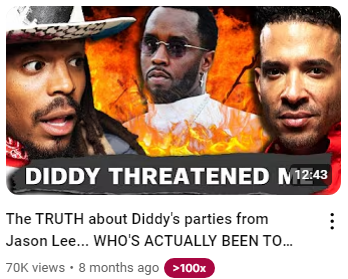 DIDDY THREATENED ME
12:43
The TRUTH about Diddy's parties from
Jason Lee... WHO'S ACTUALLY BEEN TO...
70K views • 8 months ago >100x